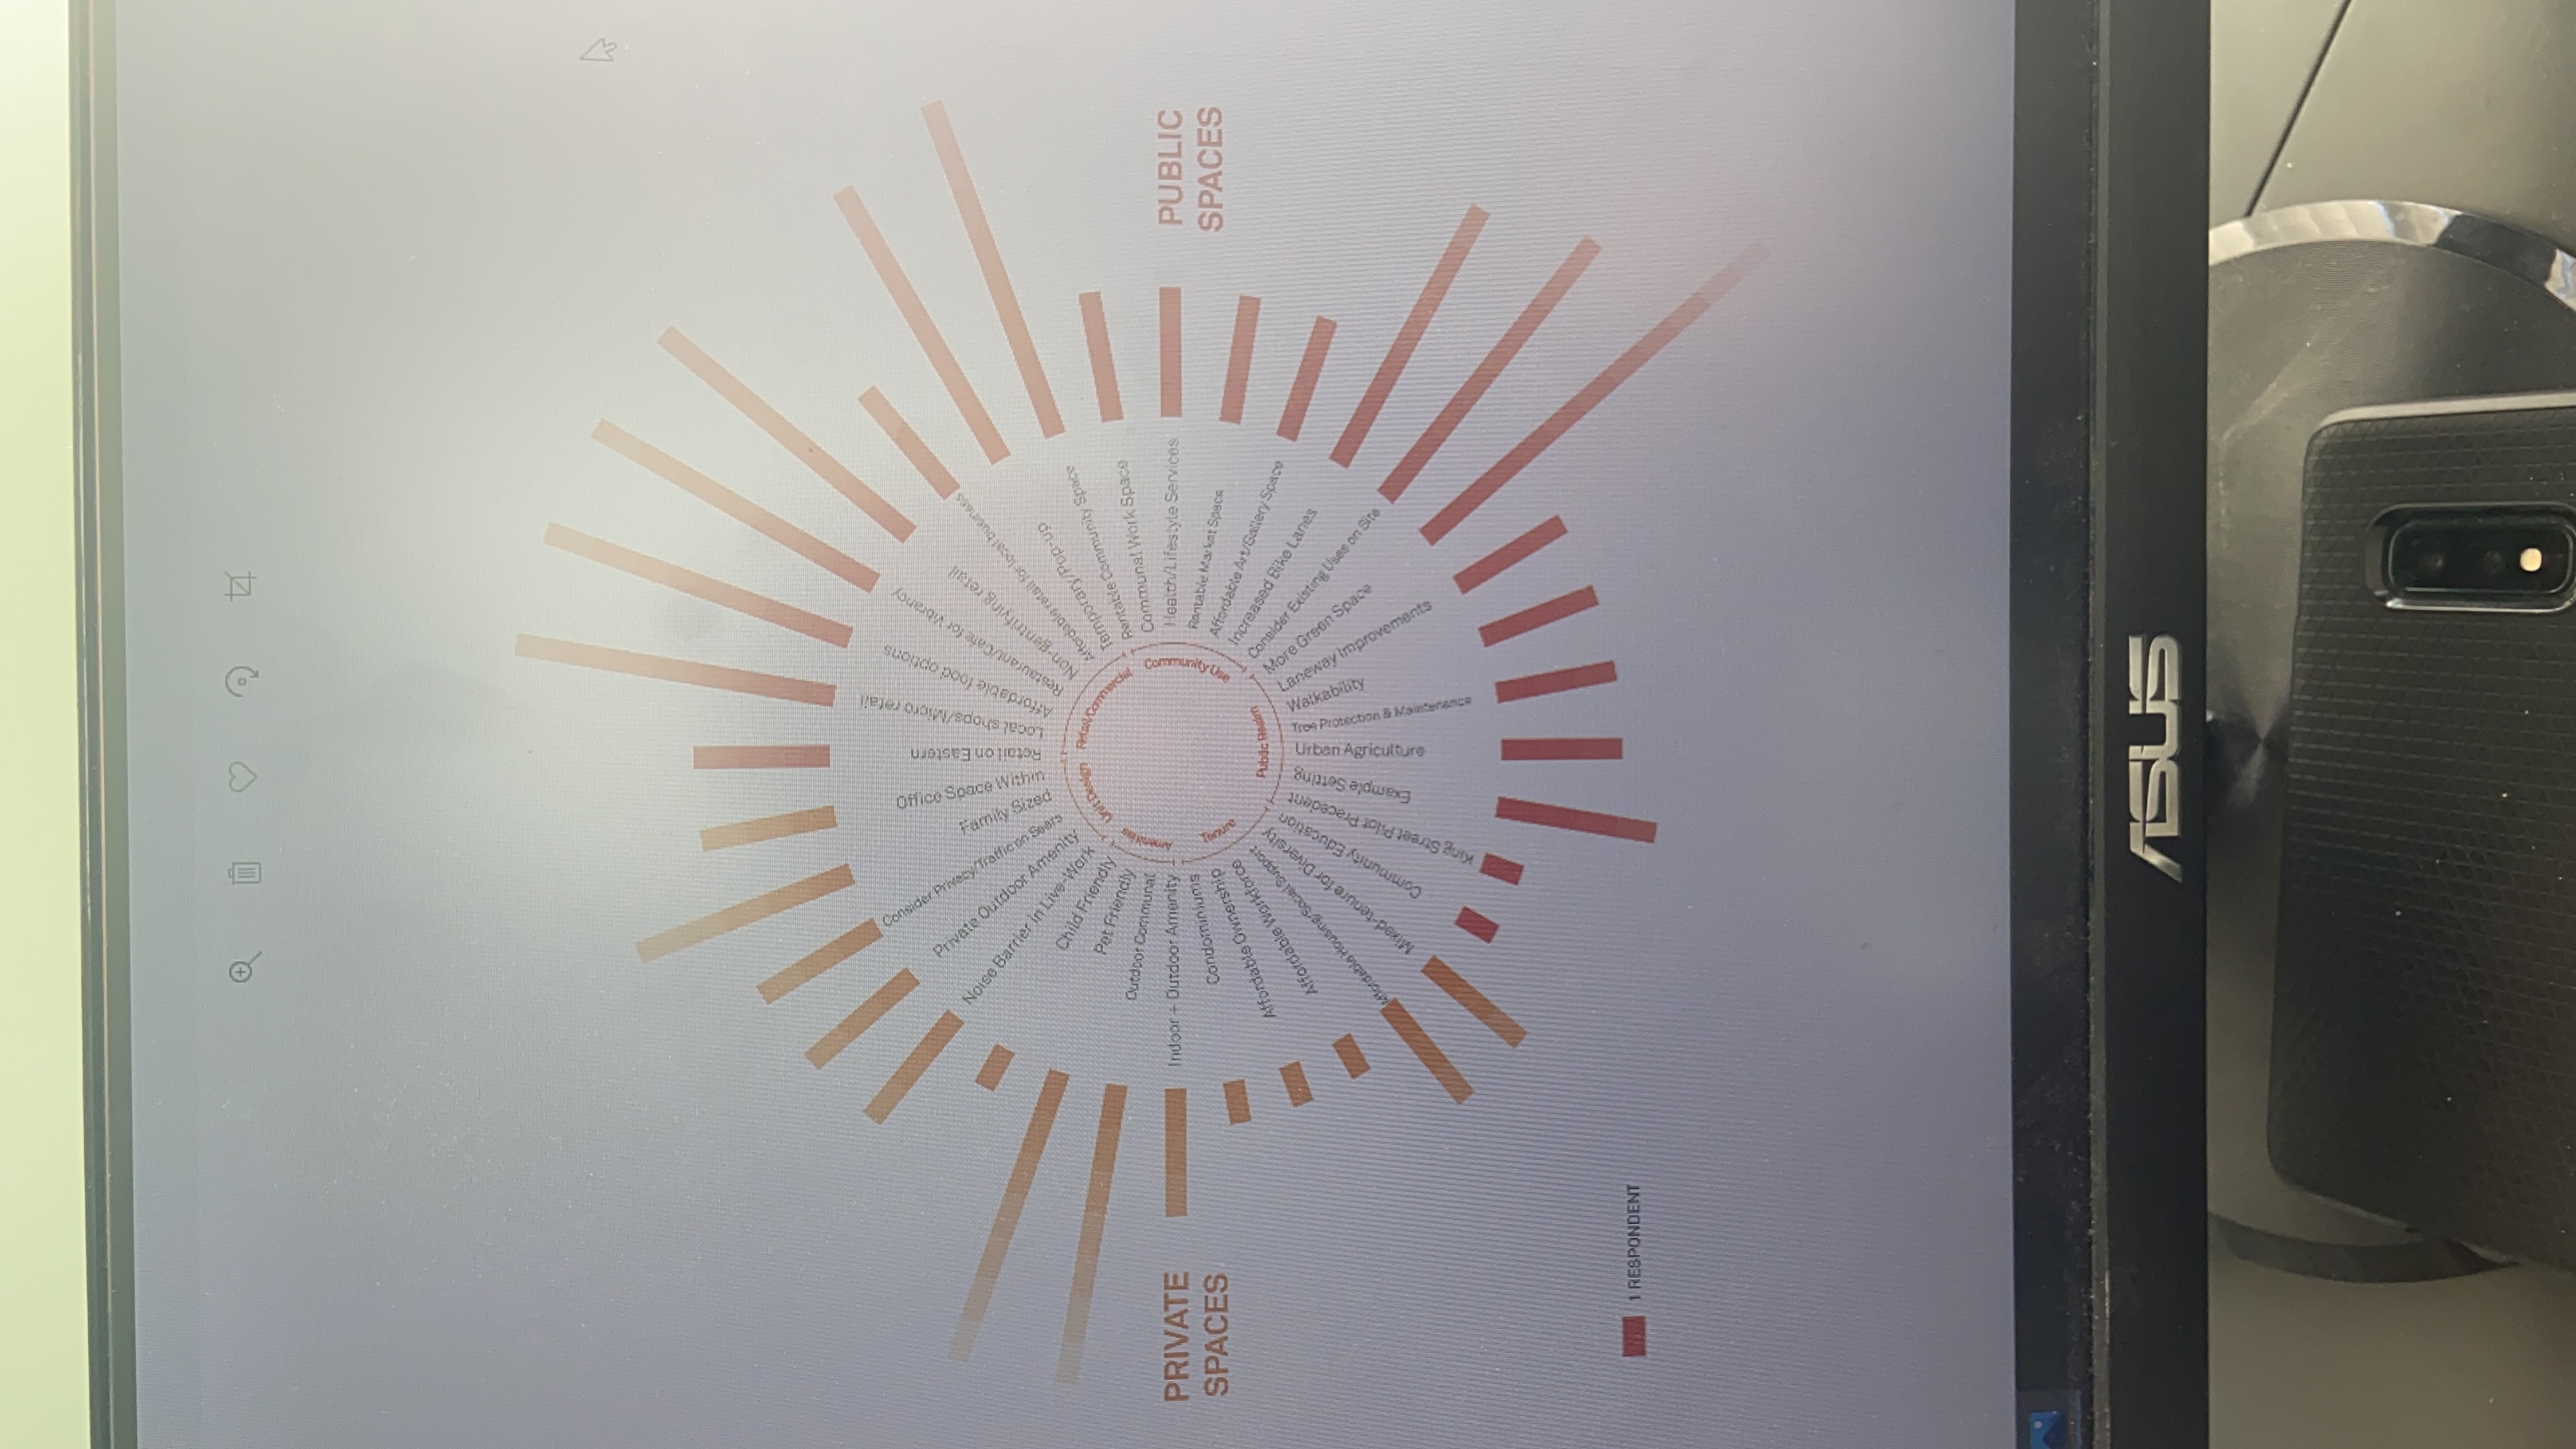 Retail on Eastern
Local shops/Micro retail
Affordable food options
Restaurant/Cafe for Vibrancy
Non-gentrifying retail
Affordable retail for local business
Temporary/Pop-up
Rentable Community Space
Communal Work Space
Health/Lifestyle Services
Rentable Market Space
Affordable Art/Gallery Space
Increased Bike Lanes
Consider Existing Uses on Site
More Green Space
Laneway Improvements
Walkability
Tree Protection & Maintenance
Urban Agriculture
Example Setting
King Street Pilot Precedent
Community Education
Mixed-tenure for Diversity
Affordable Housing/Social Support
Affordable Workforce
Affordable Ownership
Condominiums
Indoor + Outdoor Amenity
Outdoor Communal
Pet Friendly
Child Friendly
Noise Barrier in Live-Work
Private Outdoor Amenity
Consider Privacy/Traffic on Sears
Family Sized
Office Space Within
Unit Design
Retail/Commercial
Community Use
Public Realm
Tenure
Amenities
PRIVATE
SPACES
PUBLIC
SPACES
1 RESPONDENT
ASUS